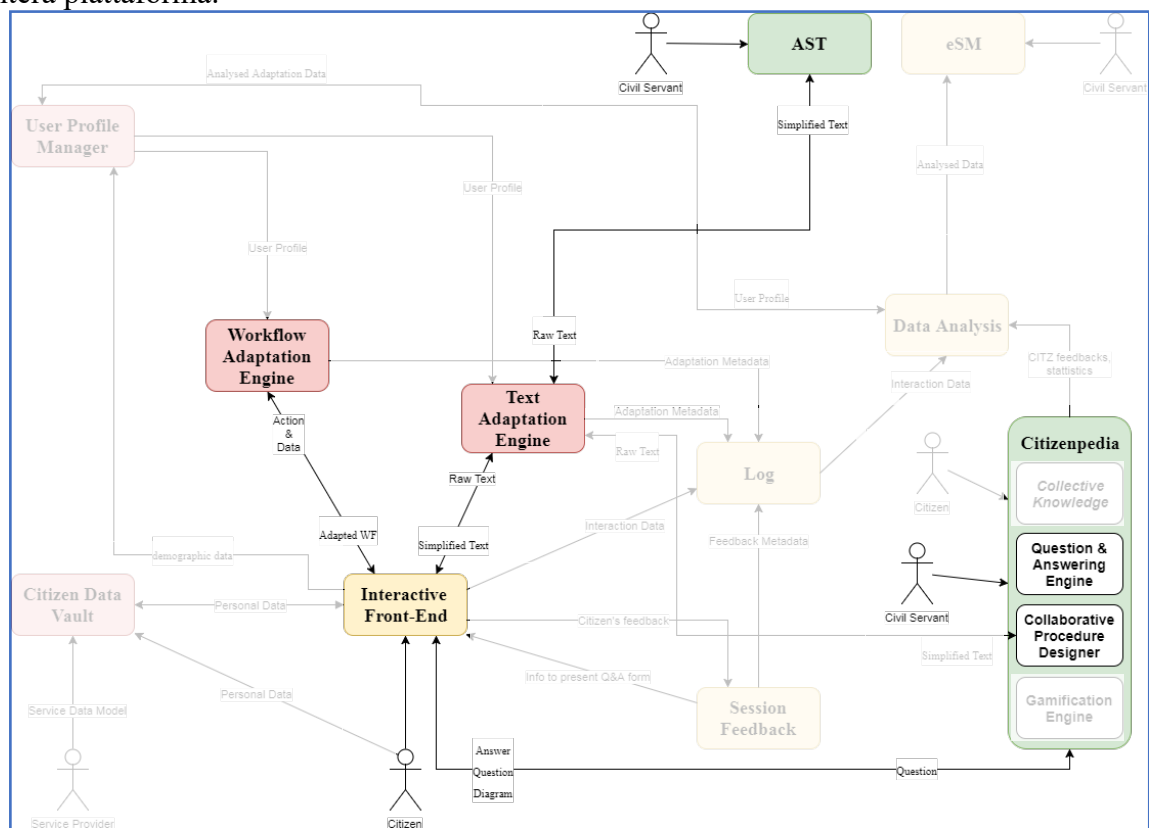 intera piattaforma.
AST
eSM
Civil Servant
Civil Servant
Analysed Adaptation Data
User Profile
Manager
Simplified Text
Analysed Data
User Profile
User Profile
User Profile
Workflow
Adaptation
Engine
Raw Text
Data Analysis
Adaptation Metadata
CITZ feedbacks,
statistics
Interaction Data
Text
Adaptation
Engine
Adaptation Metadata
Action
&
Data
Raw Text
Citizenpedia
Raw Text
Log
Collective
Knowledge
Citizen
Adapted WF
Simplified Text
Interaction Data
Feedback Metadata
Question &
Answering
Engine
demographic data
Citizen Data
Vault
Personal Data
Interactive
Front-End
Civil Servant
Citizen's feedback
Collaborative
Procedure
Designer
Simplified Text
Info to present Q&A form
Personal Data
Service Data Model
Session
Feedback
Gamification
Engine
Answer
Question
Diagram
Question
Service Provider
Citizen